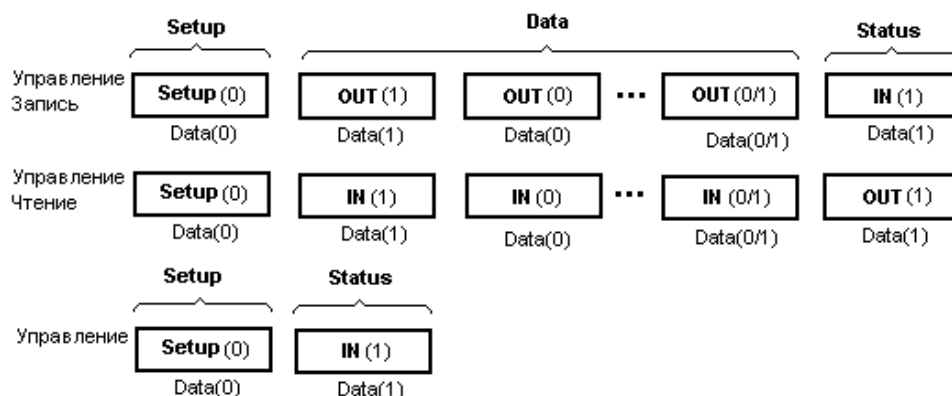 Setup Data Status
Управление
Запись
Setup (0) OUT (1) OUT (0) ... OUT (0/1) IN (1)
Data(0) Data(1) Data(0) Data(0/1) Data(1)
Управление
Чтение
Setup (0) IN (1) IN (0) ... IN (0/1) OUT (1)
Data(0) Data(1) Data(0) Data(0/1) Data(1)
Setup Status
Управление Setup (0) IN (1)
Data(0) Data(1)